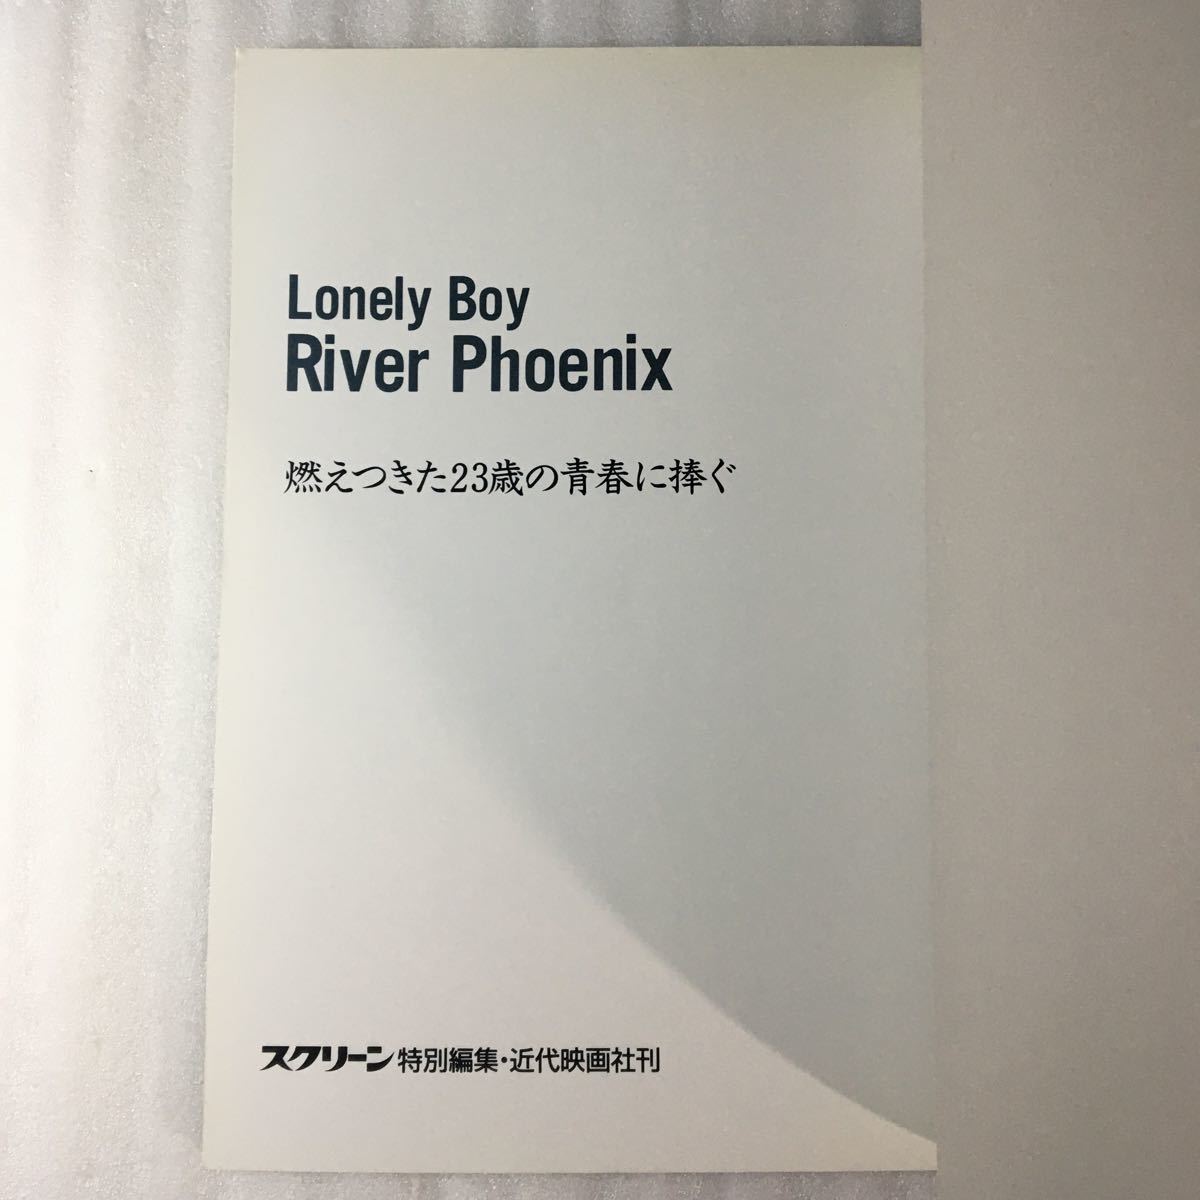 Lonely Boy
River Phoenix
燃えつきた23歳の青春に捧ぐ
スクリーン特別編集・近代映画社刊